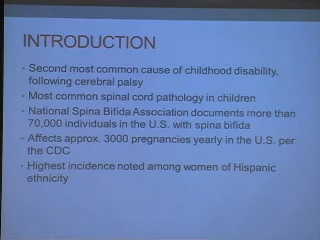 INTRODUCTION
• Second most common cause of childhood disability,
following cerebral palsy
• Most common spinal cord pathology in children
• National Spina Bifida Association documents more than
70,000 individuals in the U.S. with spina bifida
• Affects approx. 3000 pregnancies yearly in the U.S. per
the CDC
• Highest incidence noted among women of Hispanic
ethnicity